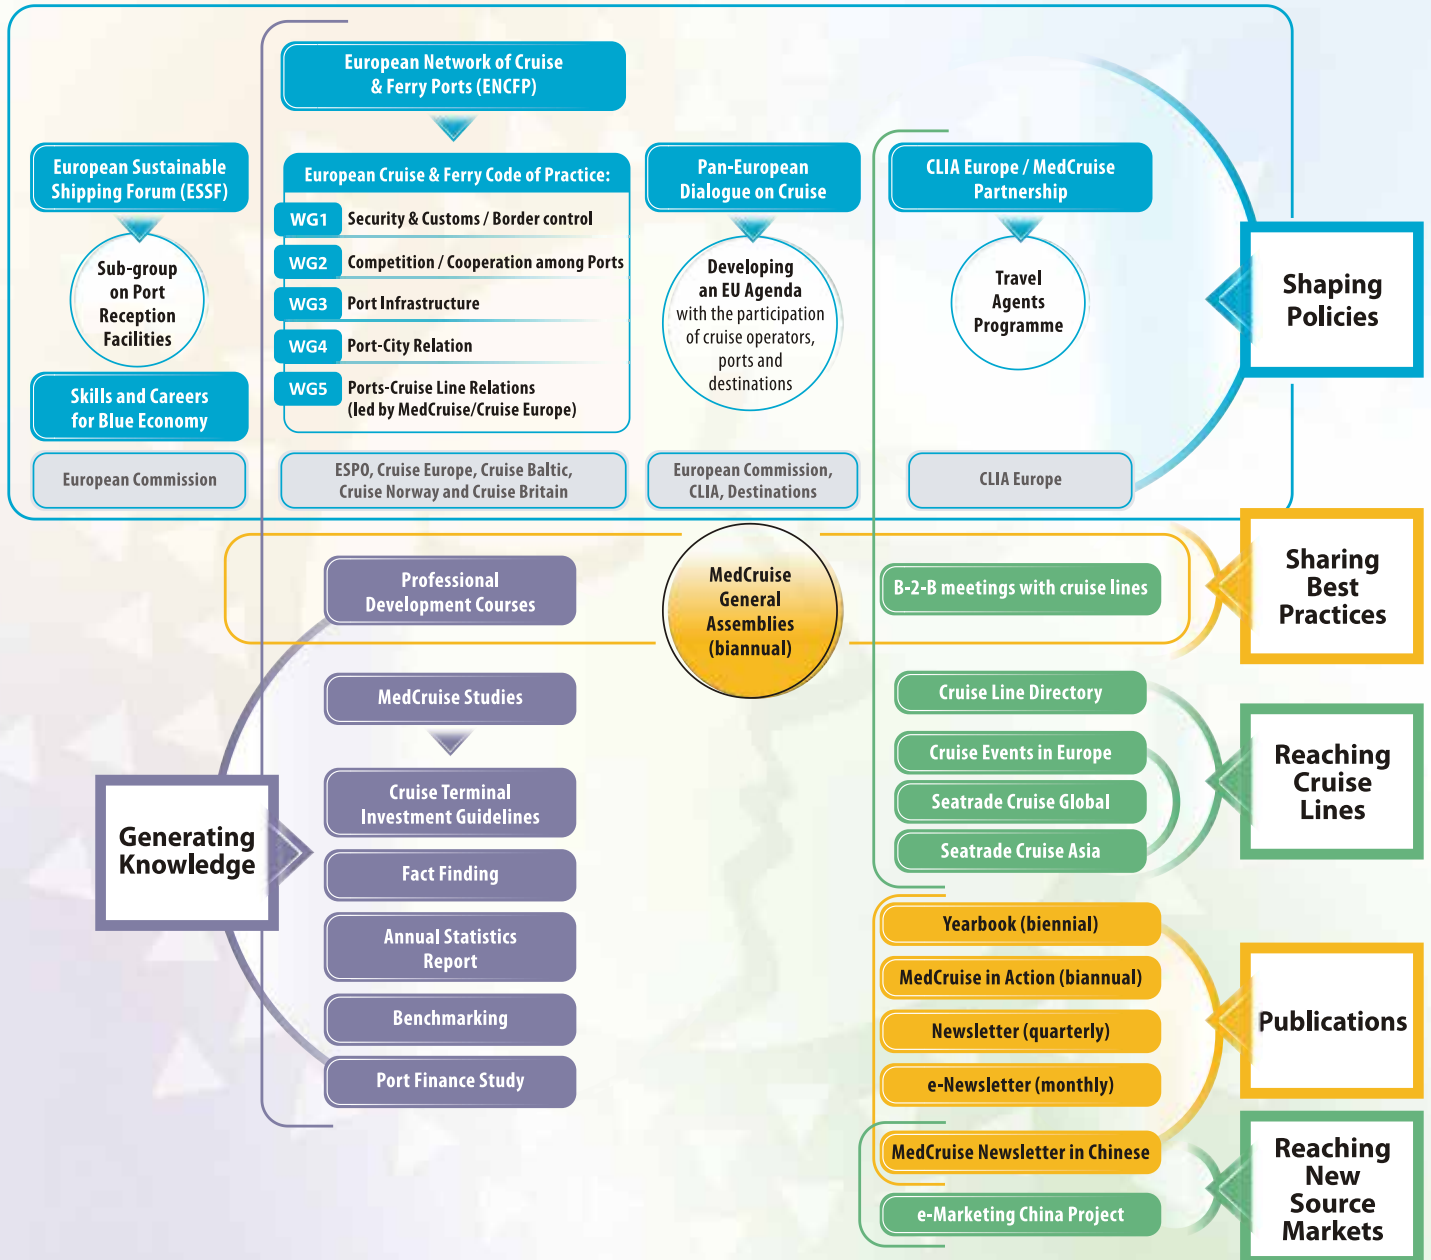 European Network of Cruise
& Ferry Ports (ENCFP)
European Sustainable
Shipping Forum (ESSF)
Sub-group
on Port
Reception
Facilities
Skills and Careers
for Blue Economy
European Commission
European Cruise & Ferry Code of Practice:
WG1 Security & Customs / Border control
WG2 Competition / Cooperation among Ports
WG3 Port Infrastructure
WG4 Port-City Relation
WG5 Ports-Cruise Line Relations
(led by MedCruise/Cruise Europe)
ESPO, Cruise Europe, Cruise Baltic,
Cruise Norway and Cruise Britain
Pan-European
Dialogue on Cruise
Developing
an EU Agenda
with the participation
of cruise operators,
ports and
destinations
European Commission,
CLIA, Destinations
CLIA Europe / MedCruise
Partnership
Travel
Agents
Programme
CLIA Europe
Shaping
Policies
Professional
Development Courses
MedCruise
General
Assemblies
(biannual)
B-2-B meetings with cruise lines
Sharing
Best
Practices
Generating
Knowledge
MedCruise Studies
Cruise Terminal
Investment Guidelines
Fact Finding
Annual Statistics
Report
Benchmarking
Port Finance Study
Cruise Line Directory
Cruise Events in Europe
Seatrade Cruise Global
Seatrade Cruise Asia
Reaching
Cruise
Lines
Yearbook (biennial)
MedCruise in Action (biannual)
Newsletter (quarterly)
e-Newsletter (monthly)
MedCruise Newsletter in Chinese
Publications
e-Marketing China Project
Reaching
New
Source
Markets